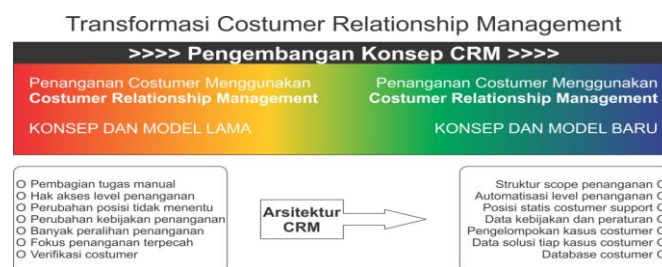 Transformasi Costumer Relationship Management
>>>> Pengembangan Konsep CRM >>>>
Penanganan Costumer Menggunakan
Costumer Relationship Management
KONSEP DAN MODEL LAMA
Penanganan Costumer Menggunakan
Costumer Relationship Management
KONSEP DAN MODEL BARU
O Pembagian tugas manual
O Hak akses level penanganan
O Perubahan posisi tidak menentu
O Perubahan kebijakan penanganan
O Banyak peralihan penanganan
O Fokus penanganan terpecah
O Verifikasi costumer
Arsitektur
CRM
Struktur scope penanganan O
Automatisasi level penanganan O
Posisi statis costumer support O
Data kebijakan dan peraturan O
Pengelompokan kasus costumer O
Data solusi tiap kasus costumer O
Database costumer O